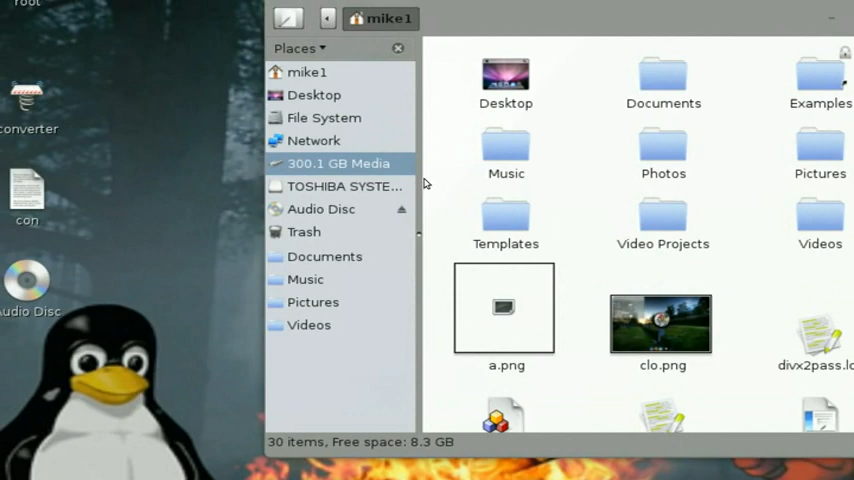 root
converter
con
Audio Disc
mike1
Places
mike1
Desktop
File System
Network
300.1 GB Media
TOSHIBA SYSTE...
Audio Disc
Trash
Documents
Music
Pictures
Videos
Desktop
Documents
Examples
Music
Photos
Pictures
Templates
Video Projects
Videos
a.png
clo.png
divx2pass.lo
30 items, Free space: 8.3 GB